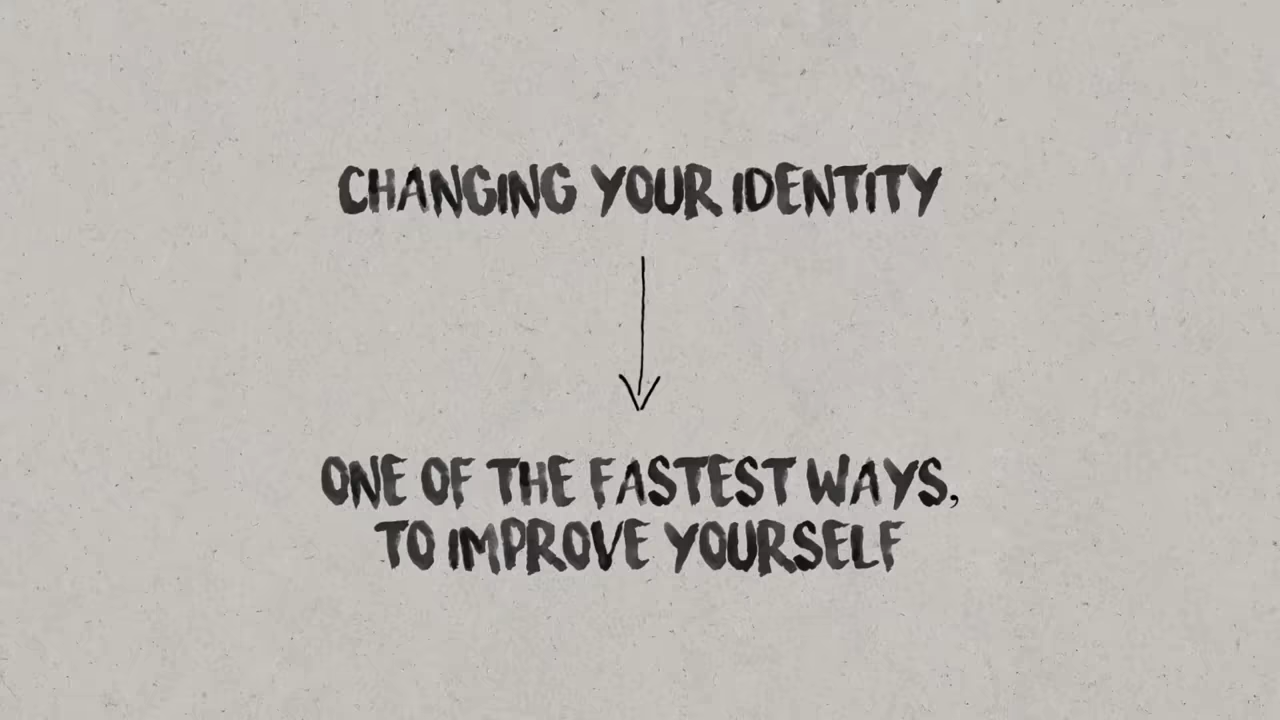 CHANGING YOUR IDENTITY
ONE OF THE FASTEST WAYS,
TO IMPROVE YOURSELF